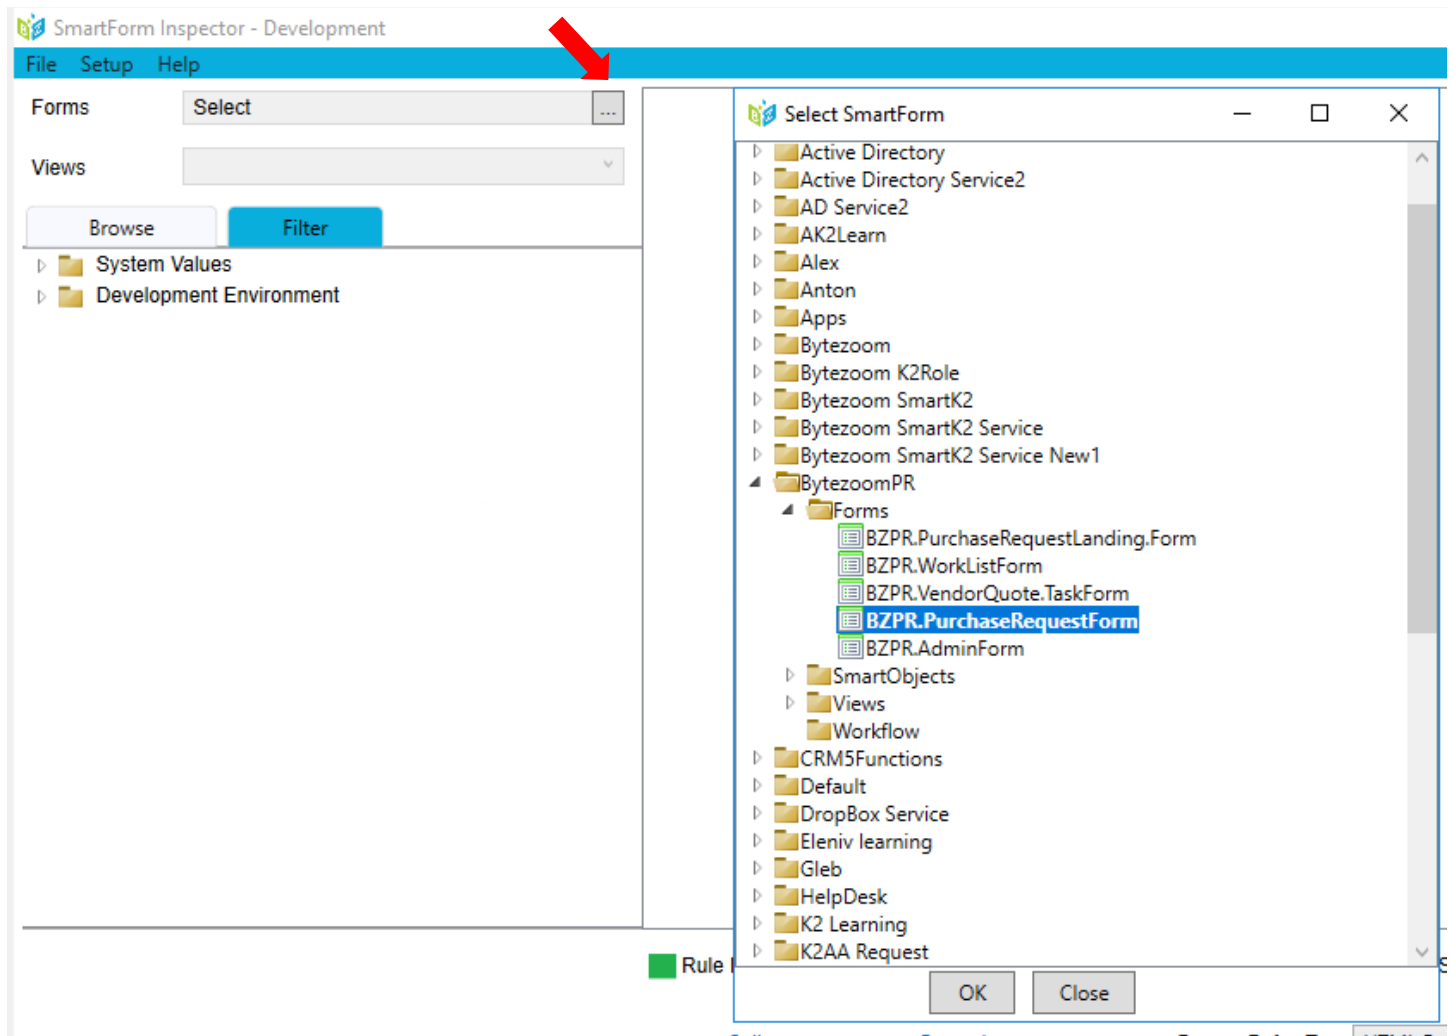 SmartForm Inspector - Development
File Setup Help
Forms Select ...
Views
Browse Filter
System Values
Development Environment
Select SmartForm
Active Directory
Active Directory Service2
AD Service2
AK2Learn
Alex
Anton
Apps
Bytezoom
Bytezoom K2Role
Bytezoom SmartK2
Bytezoom SmartK2 Service
Bytezoom SmartK2 Service New1
BytezoomPR
Forms
BZPR.PurchaseRequestLanding.Form
BZPR.WorkListForm
BZPR.VendorQuote.TaskForm
BZPR.PurchaseRequestForm
BZPR.AdminForm
SmartObjects
Views
Workflow
CRM5Functions
Default
DropBox Service
Eleniv learning
Gleb
HelpDesk
K2 Learning
K2AA Request
Rule
OK Close